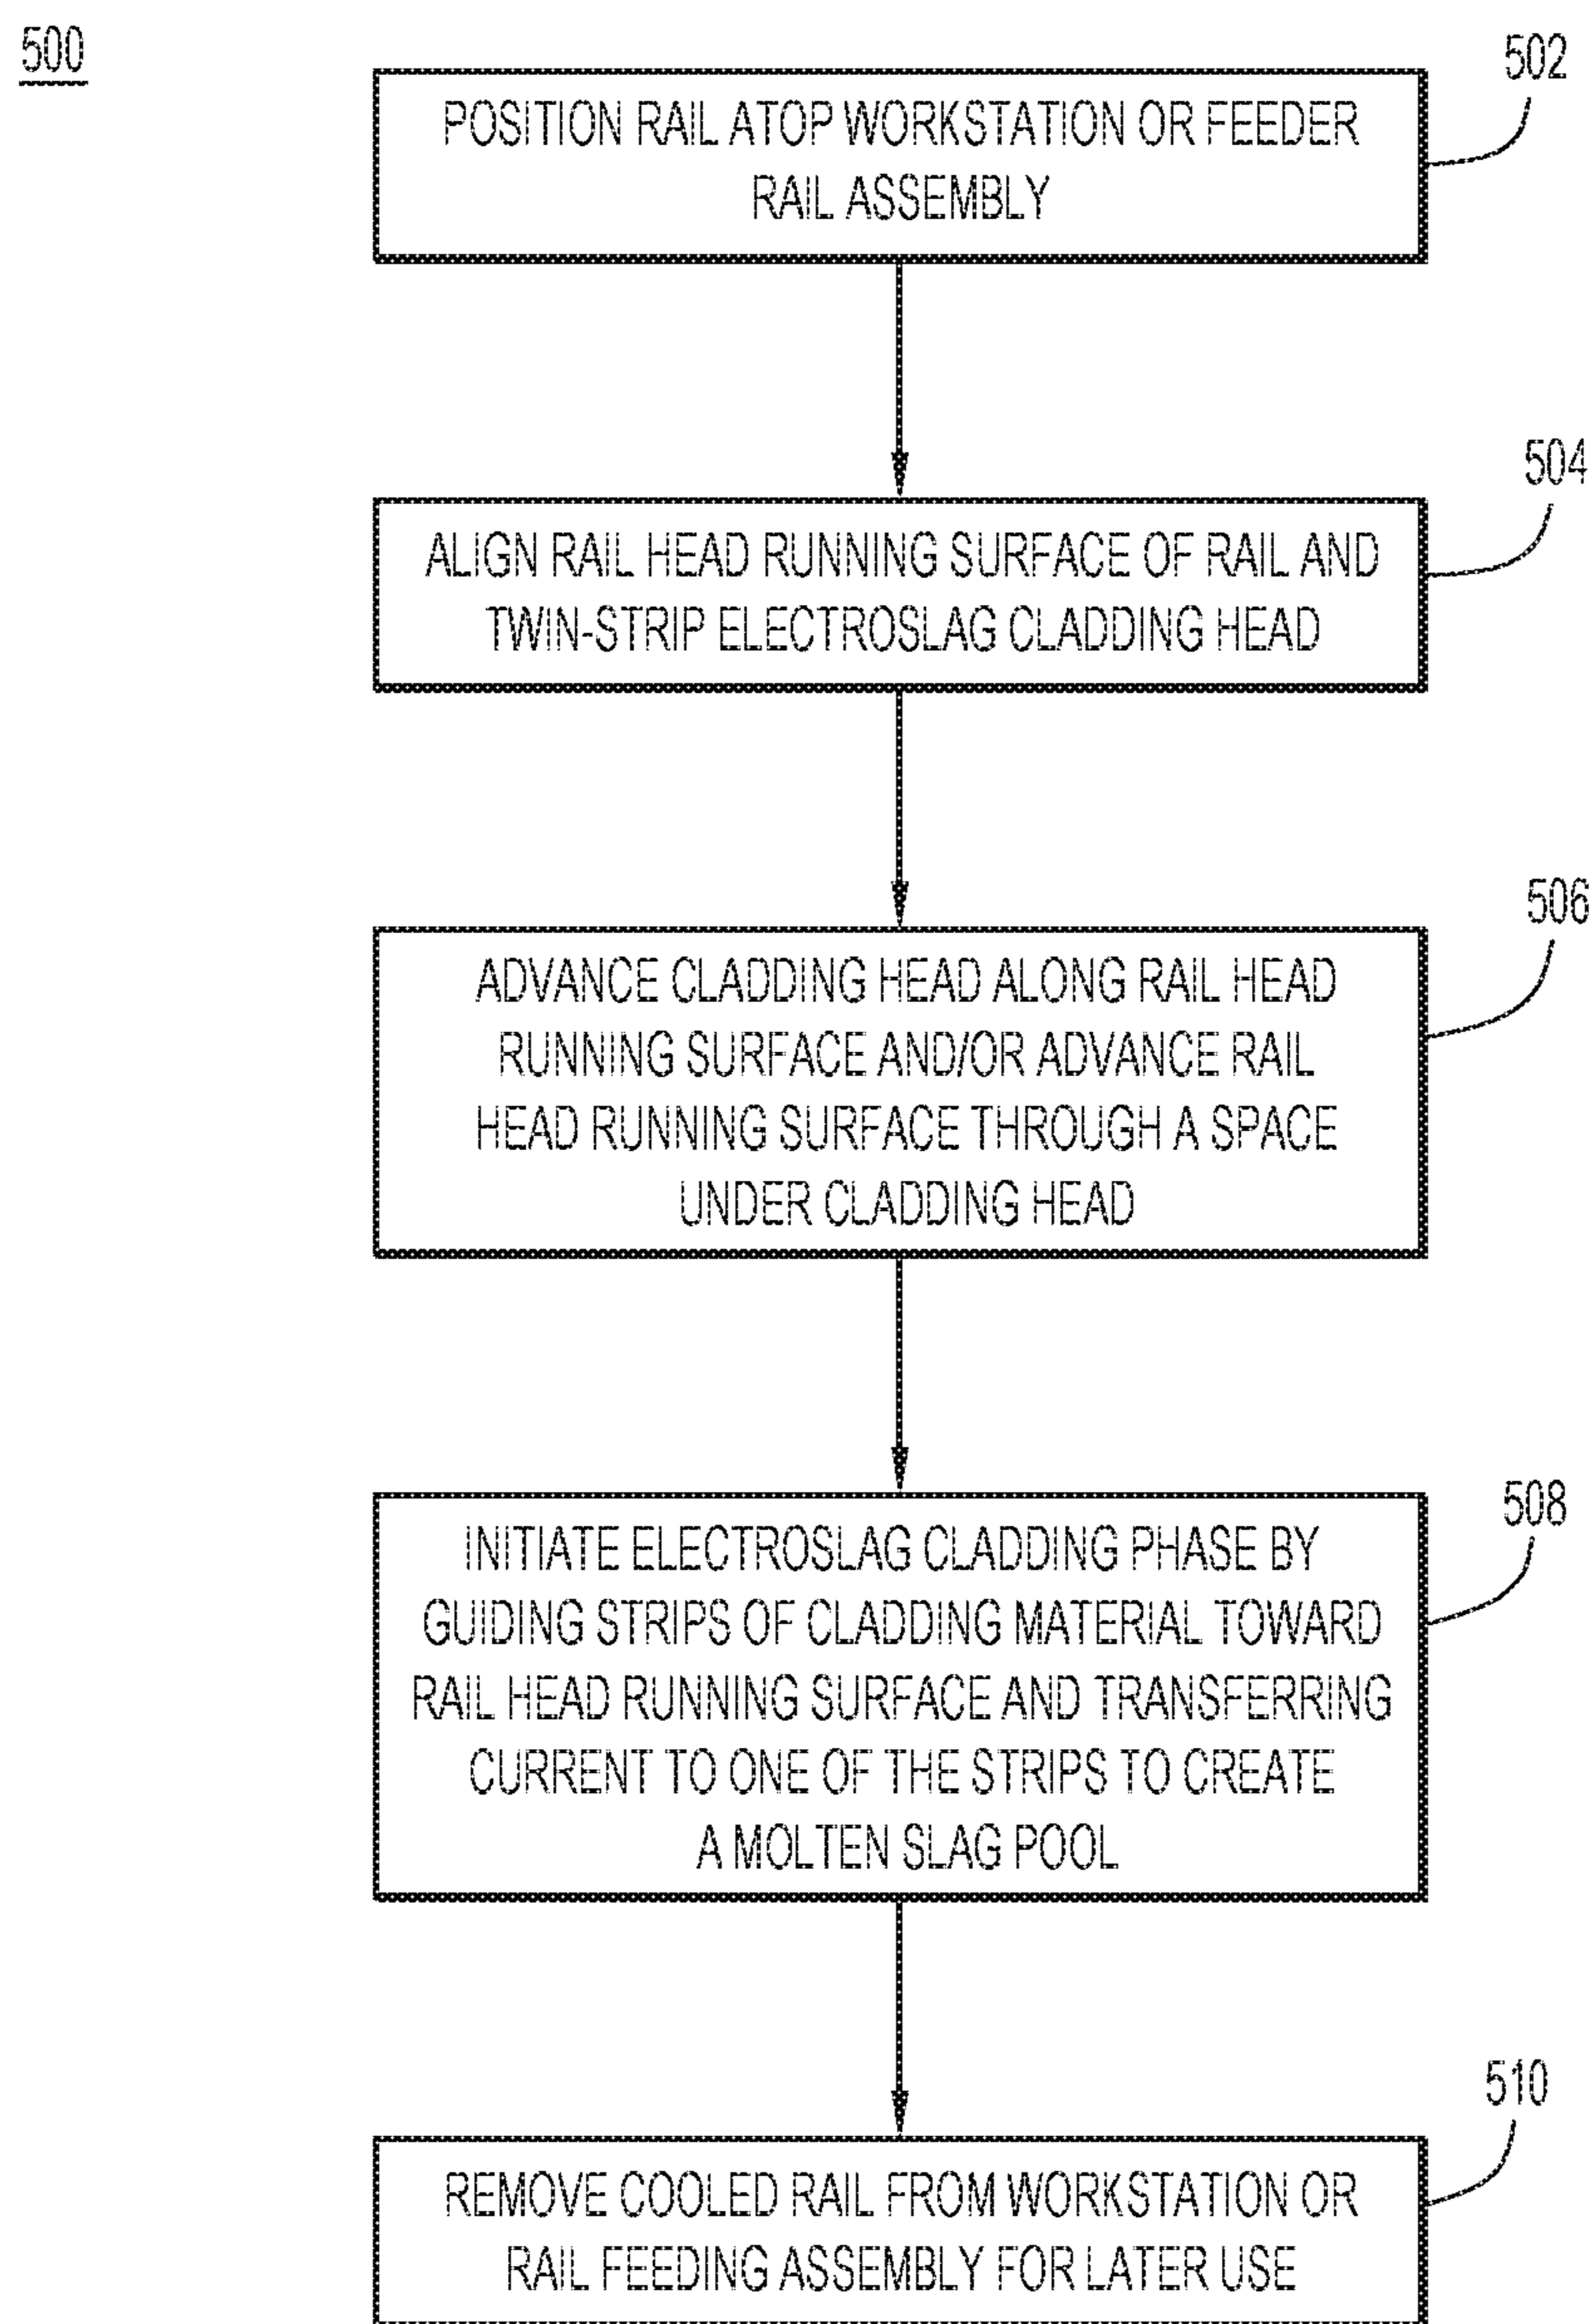 500
502
POSITION RAIL ATOP WORKSTATION OR FEEDER
RAIL ASSEMBLY
504
ALIGN RAIL HEAD RUNNING SURFACE OF RAIL AND
TWIN-STRIP ELECTROSLAG CLADDING HEAD
506
ADVANCE CLADDING HEAD ALONG RAIL HEAD
RUNNING SURFACE AND/OR ADVANCE RAIL
HEAD RUNNING SURFACE THROUGH A SPACE
UNDER CLADDING HEAD
508
INITIATE ELECTROSLAG CLADDING PHASE BY
GUIDING STRIPS OF CLADDING MATERIAL TOWARD
RAIL HEAD RUNNING SURFACE AND TRANSFERRING
CURRENT TO ONE OF THE STRIPS TO CREATE
A MOLTEN SLAG POOL
510
REMOVE COOLED RAIL FROM WORKSTATION OR
RAIL FEEDING ASSEMBLY FOR LATER USE